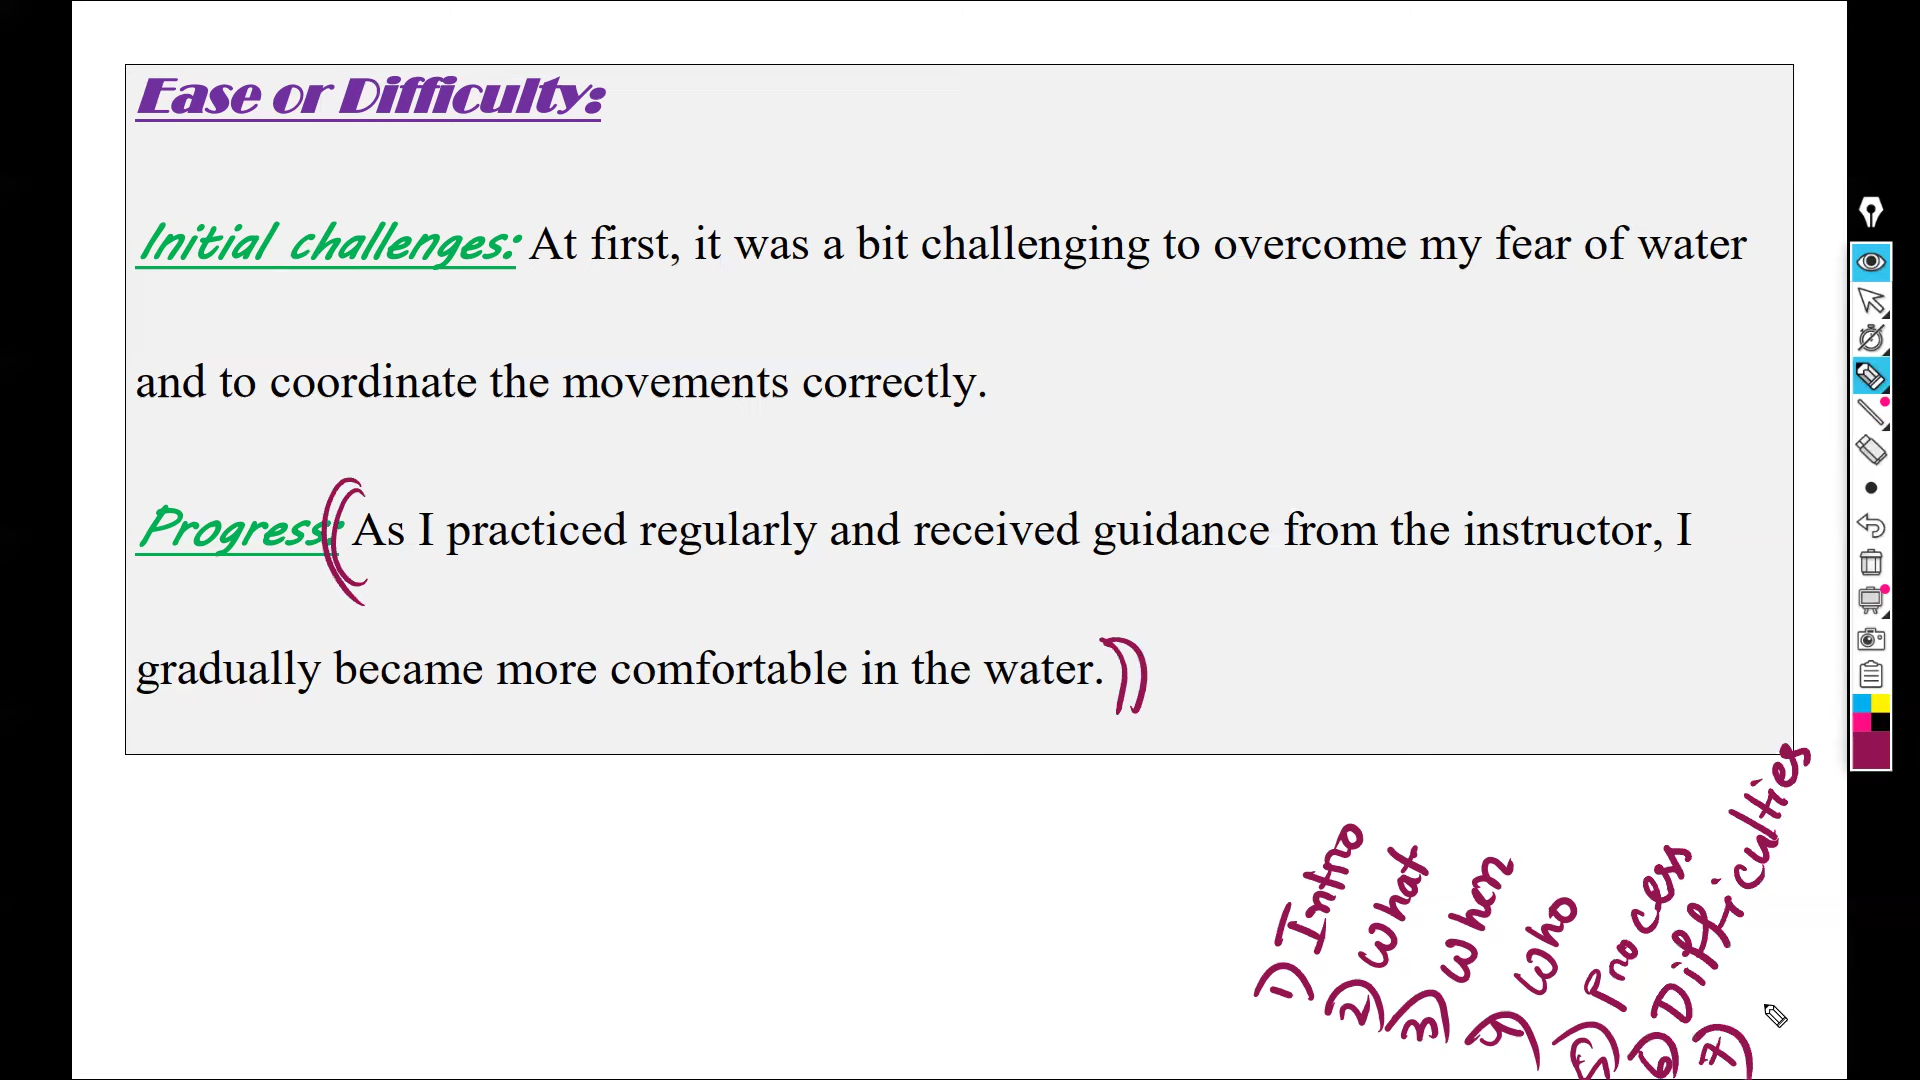 Ease or Difficulty:
Initial challenges: At first, it was a bit challenging to overcome my fear of water
and to coordinate the movements correctly.
Progress: As I practiced regularly and received guidance from the instructor, I
gradually became more comfortable in the water.
1) Intro
2) What
3) When
4) Who
5) Process
6) Difficulties
7)